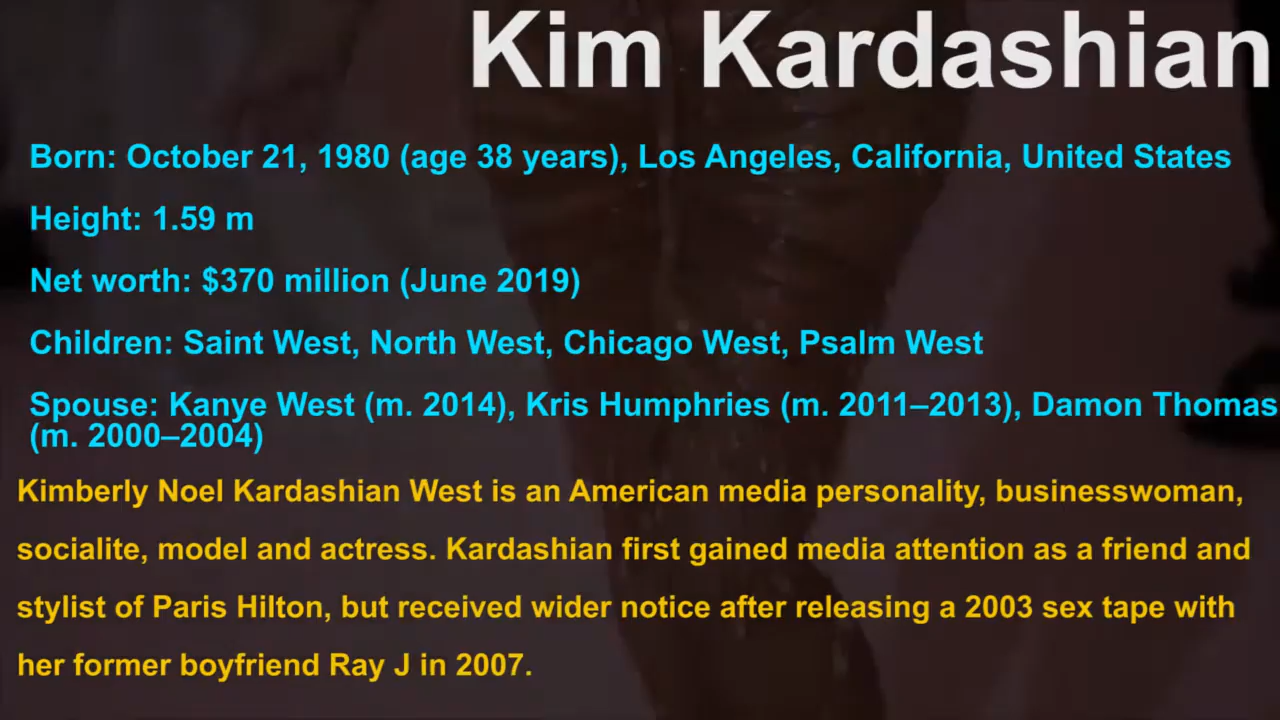 Kim Kardashian
Born: October 21, 1980 (age 38 years), Los Angeles, California, United States
Height: 1.59 m
Net worth: $370 million (June 2019)
Children: Saint West, North West, Chicago West, Psalm West
Spouse: Kanye West (m. 2014), Kris Humphries (m. 2011–2013), Damon Thomas
(m. 2000–2004)
Kimberly Noel Kardashian West is an American media personality, businesswoman,
socialite, model and actress. Kardashian first gained media attention as a friend and
stylist of Paris Hilton, but received wider notice after releasing a 2003 sex tape with
her former boyfriend Ray J in 2007.